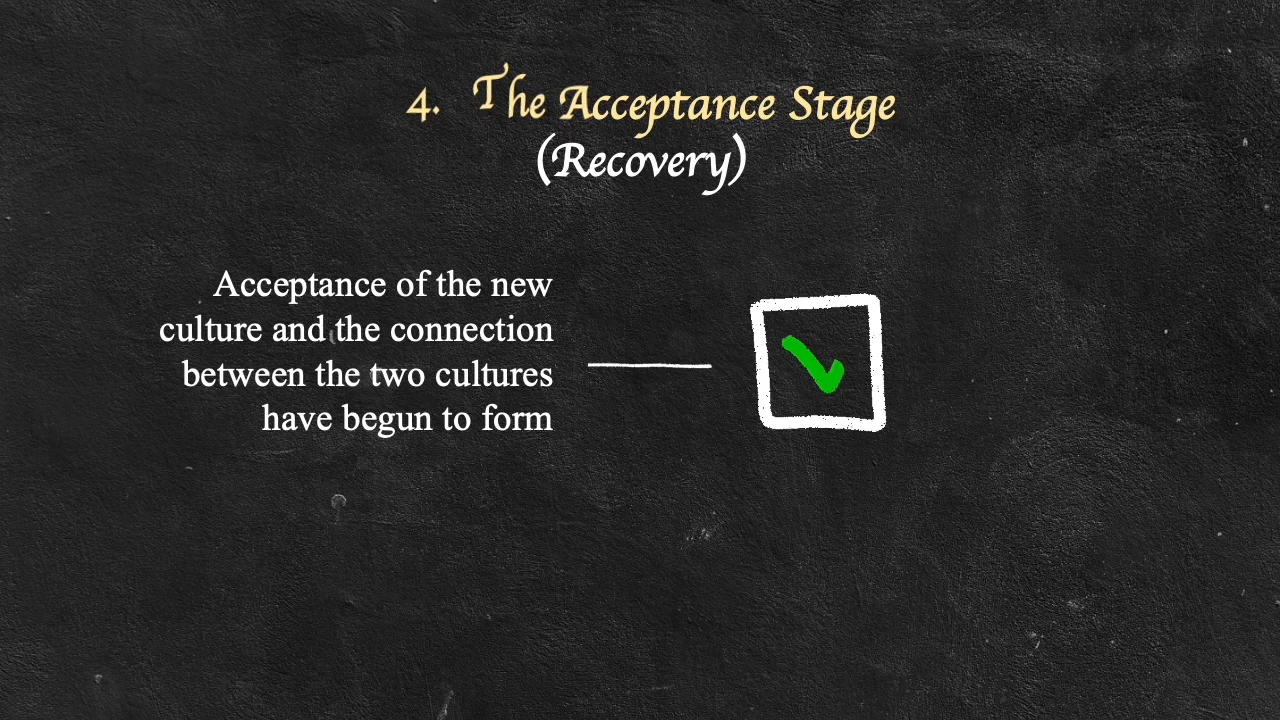 4. The Acceptance Stage
(Recovery)
Acceptance of the new
culture and the connection
between the two cultures
have begun to form